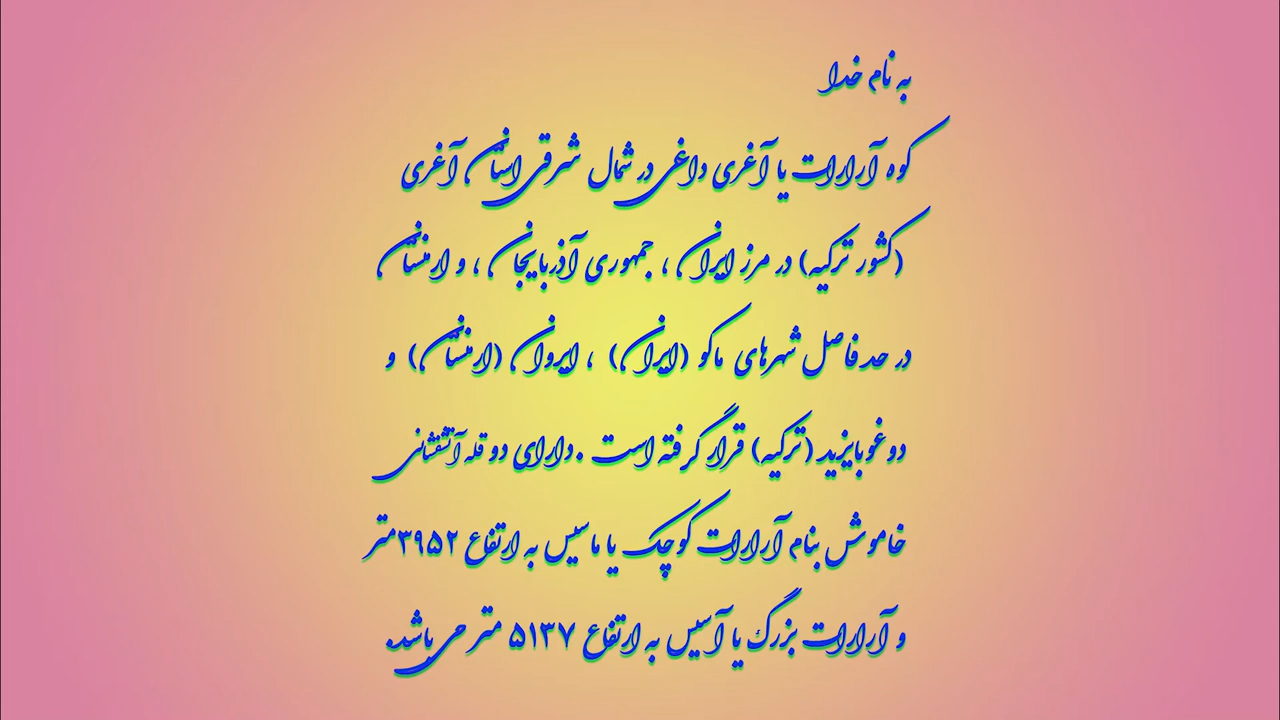 به نام خدا
کوه آرارات یا آغری داغی در شمال شرقی استان آغری
(کشور ترکیه) در مرز ایران ، جمهوری آذربایجان ، و ارمنستان
در حد فاصل شهرهای ماکو (ایران) ، ایروان (ارمنستان) و
دوغوبایزید (ترکیه) قرار گرفته است .دارای دو قله آتشفشانی
خاموش بنام آرارات کوچک یا ماسیس به ارتفاع ۳۹۵۲متر
و آرارات بزرگ یا آسیس به ارتفاع ۵۱۳۷ متر می باشد.